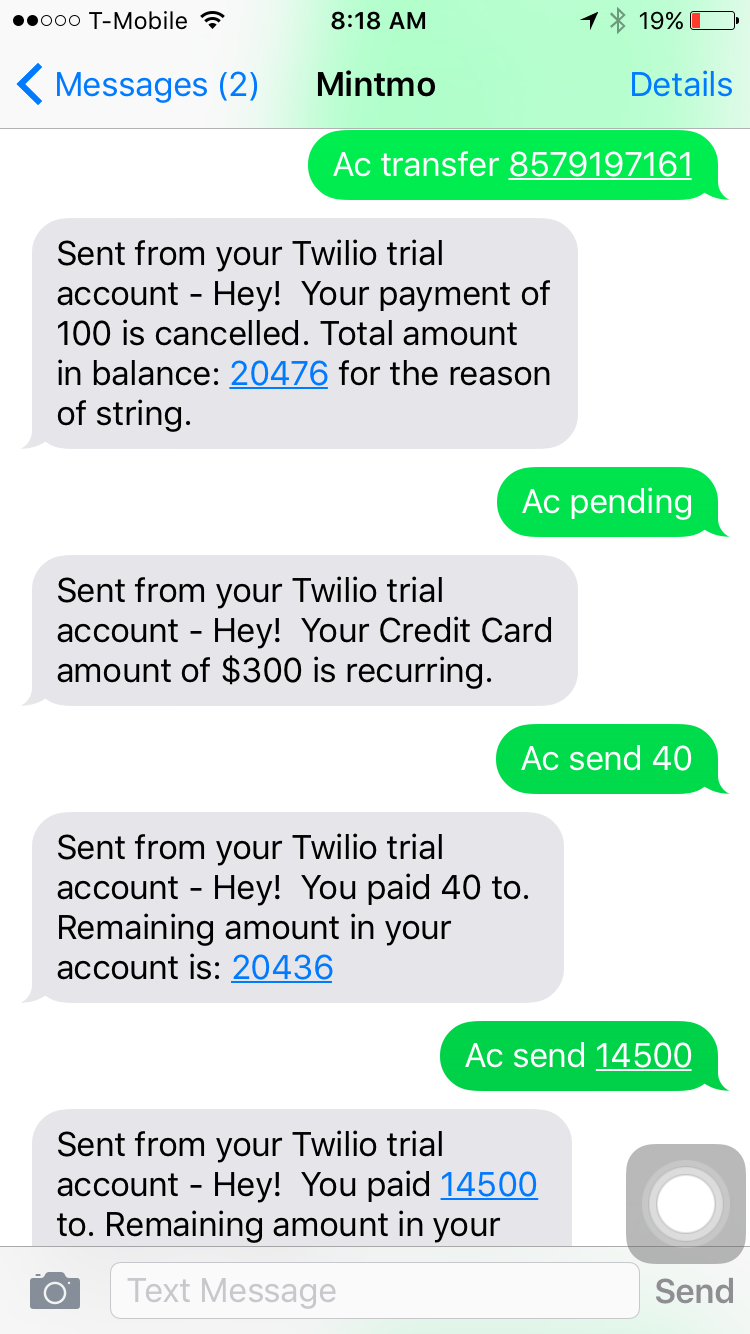 T-Mobile 8:18 AM 19%
Messages (2) Mintmo Details
Ac transfer 8579197161
Sent from your Twilio trial
account - Hey!  Your payment of
100 is cancelled. Total amount
in balance: 20476 for the reason
of string.
Ac pending
Sent from your Twilio trial
account - Hey!  Your Credit Card
amount of $300 is recurring.
Ac send 40
Sent from your Twilio trial
account - Hey!  You paid 40 to.
Remaining amount in your
account is: 20436
Ac send 14500
Sent from your Twilio trial
account - Hey!  You paid 14500
to. Remaining amount in your
Text Message Send